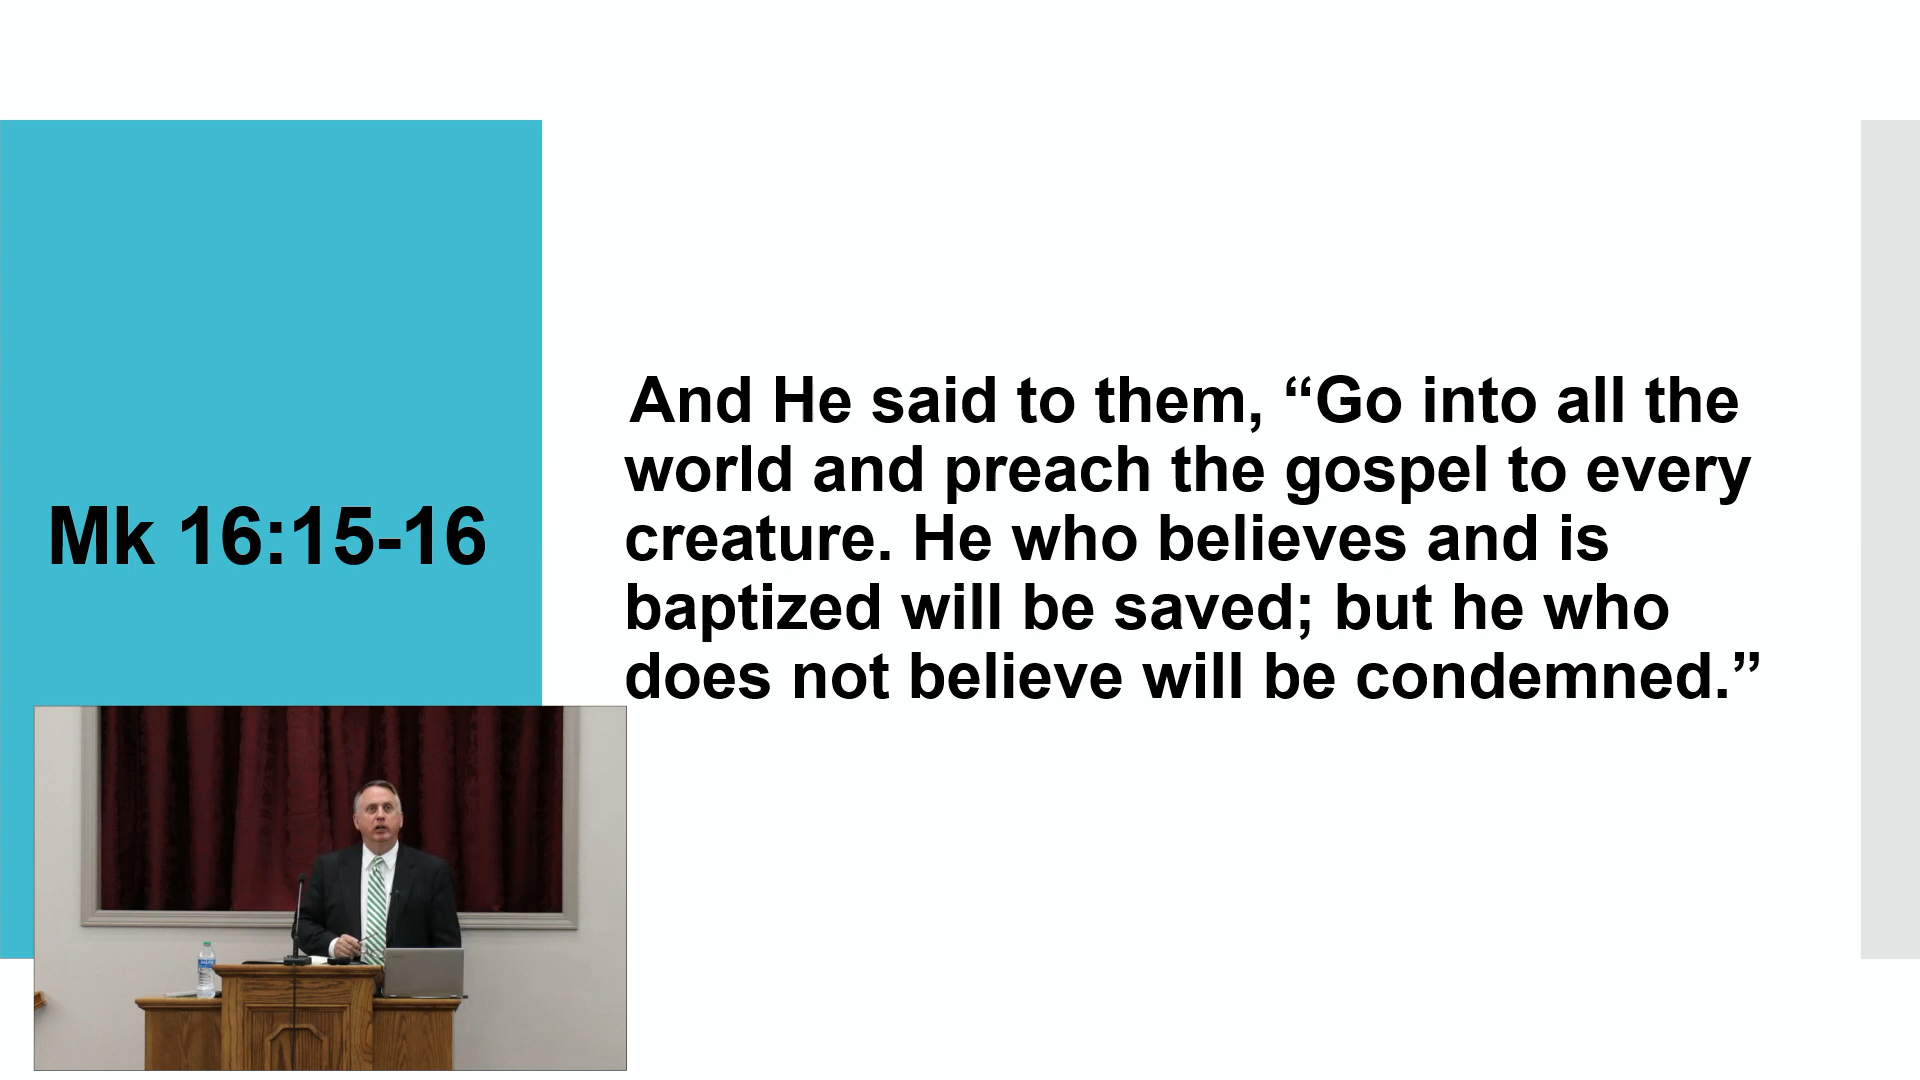 Mk 16:15-16
And He said to them, “Go into all the
world and preach the gospel to every
creature. He who believes and is
baptized will be saved; but he who
does not believe will be condemned.”